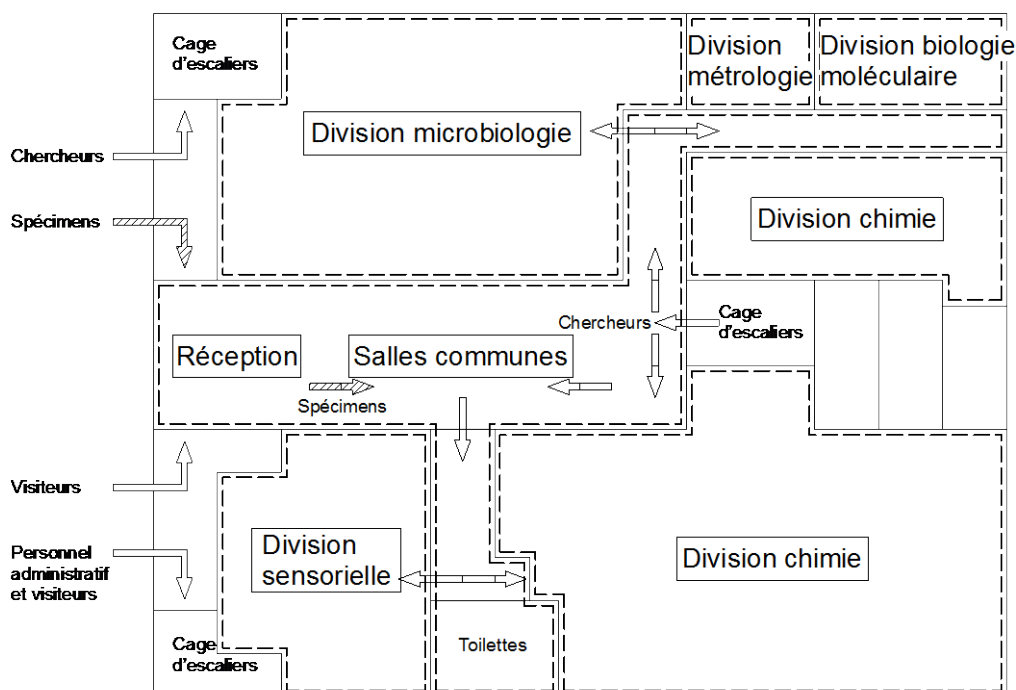 Cage
d'escaliers
Division
métrologie
Division biologie
moléculaire
Division microbiologie
Chercheurs
Spécimens
Division chimie
Chercheurs
Cage
d'escaliers
Réception
Salles communes
Spécimens
Visiteurs
Personnel
administratif
et visiteurs
Division
sensorielle
Division chimie
Toilettes
Cage
d'escaliers